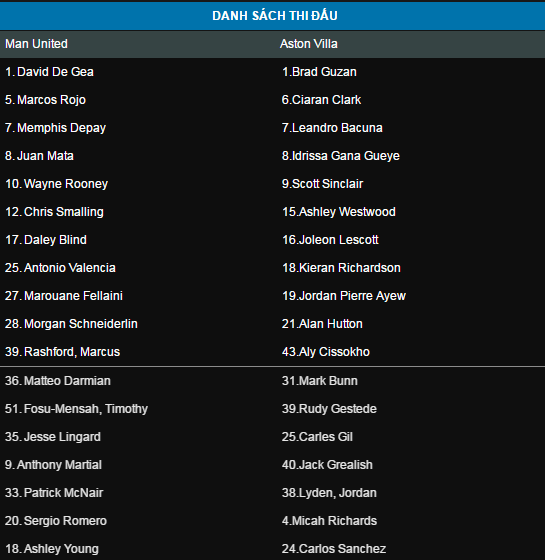 DANH SÁCH THI ĐẤU
Man United Aston Villa
1. David De Gea 1.Brad Guzan
5. Marcos Rojo 6.Ciaran Clark
7. Memphis Depay 7.Leandro Bacuna
8. Juan Mata 8.Idrissa Gana Gueye
10. Wayne Rooney 9.Scott Sinclair
12. Chris Smalling 15.Ashley Westwood
17. Daley Blind 16.Joleon Lescott
25. Antonio Valencia 18.Kieran Richardson
27. Marouane Fellaini 19.Jordan Pierre Ayew
28. Morgan Schneiderlin 21.Alan Hutton
39. Rashford, Marcus 43.Aly Cissokho
36. Matteo Darmian 31.Mark Bunn
51. Fosu-Mensah, Timothy 39.Rudy Gestede
35. Jesse Lingard 25.Carles Gil
9. Anthony Martial 40.Jack Grealish
33. Patrick McNair 38.Lyden, Jordan
20. Sergio Romero 4.Micah Richards
18. Ashley Young 24.Carlos Sanchez